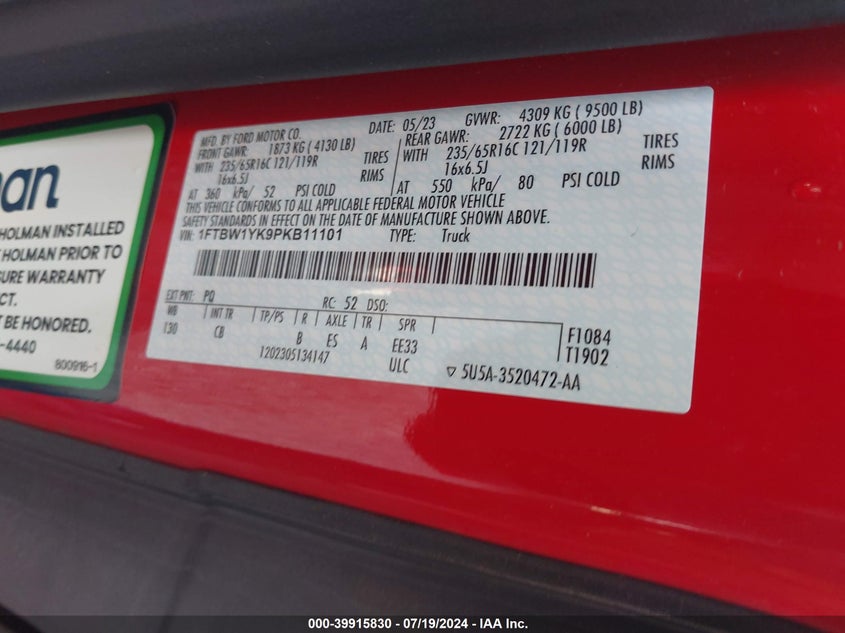 MFD. BY FORD MOTOR CO.
DATE: 05/23 GVWR: 4309 KG ( 9500 LB)
FRONT GAWR: 1873 KG ( 4130 LB)
REAR GAWR: 2722 KG ( 6000 LB)
WITH 235/65R16C 121/119R TIRES
WITH 235/65R16C 121/119R TIRES
16x6.5J RIMS
16x6.5J RIMS
AT 360 kPa/ 52 PSI COLD
AT 550 kPa/ 80 PSI COLD
THIS VEHICLE CONFORMS TO ALL APPLICABLE FEDERAL MOTOR VEHICLE
SAFETY STANDARDS IN EFFECT ON THE DATE OF MANUFACTURE SHOWN ABOVE.
VIN: 1FTBW1YK9PKB11101 TYPE: Truck
EXT PNT: PQ RC: 52 DSO:
WB INT TR TP/PS R AXLE TR SPR
130 CB B ES A EE33
F1084
T1902
1202305134147 ULC
▽ 5U5A-3520472-AA
HOLMAN INSTALLED
HOLMAN PRIOR TO
WARRANTY
BE HONORED.
-4440
800916-1
000-39915830 - 07/19/2024 - IAA Inc.